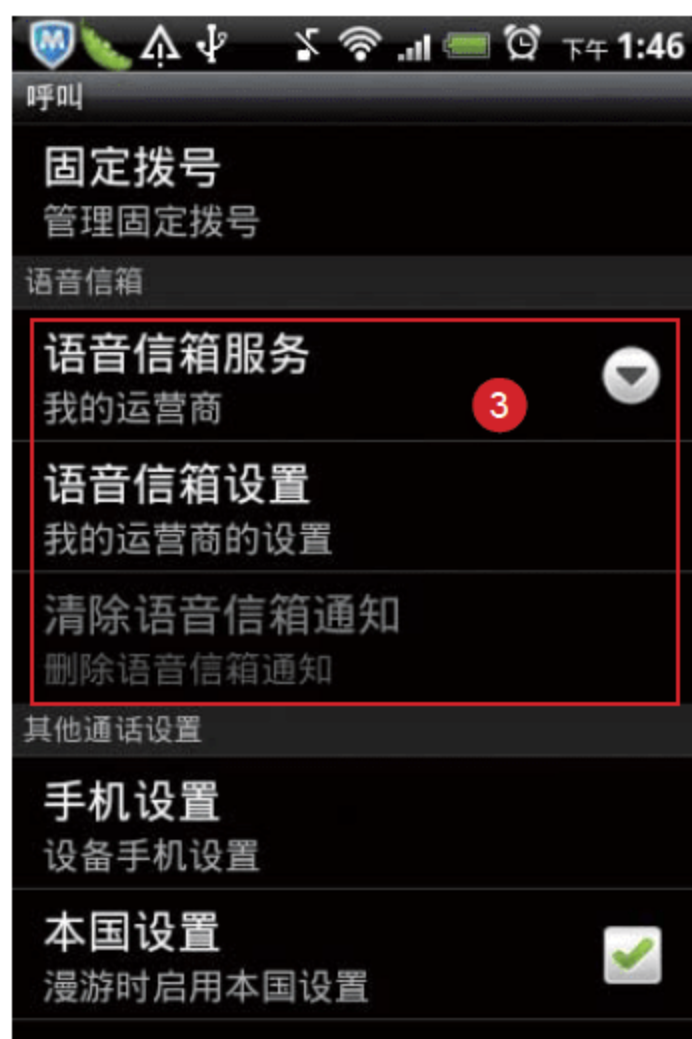 下午 1:46
呼叫
固定拨号
管理固定拨号
语音信箱
语音信箱服务
我的运营商
3
语音信箱设置
我的运营商的设置
清除语音信箱通知
删除语音信箱通知
其他通话设置
手机设置
设备手机设置
本国设置
漫游时启用本国设置